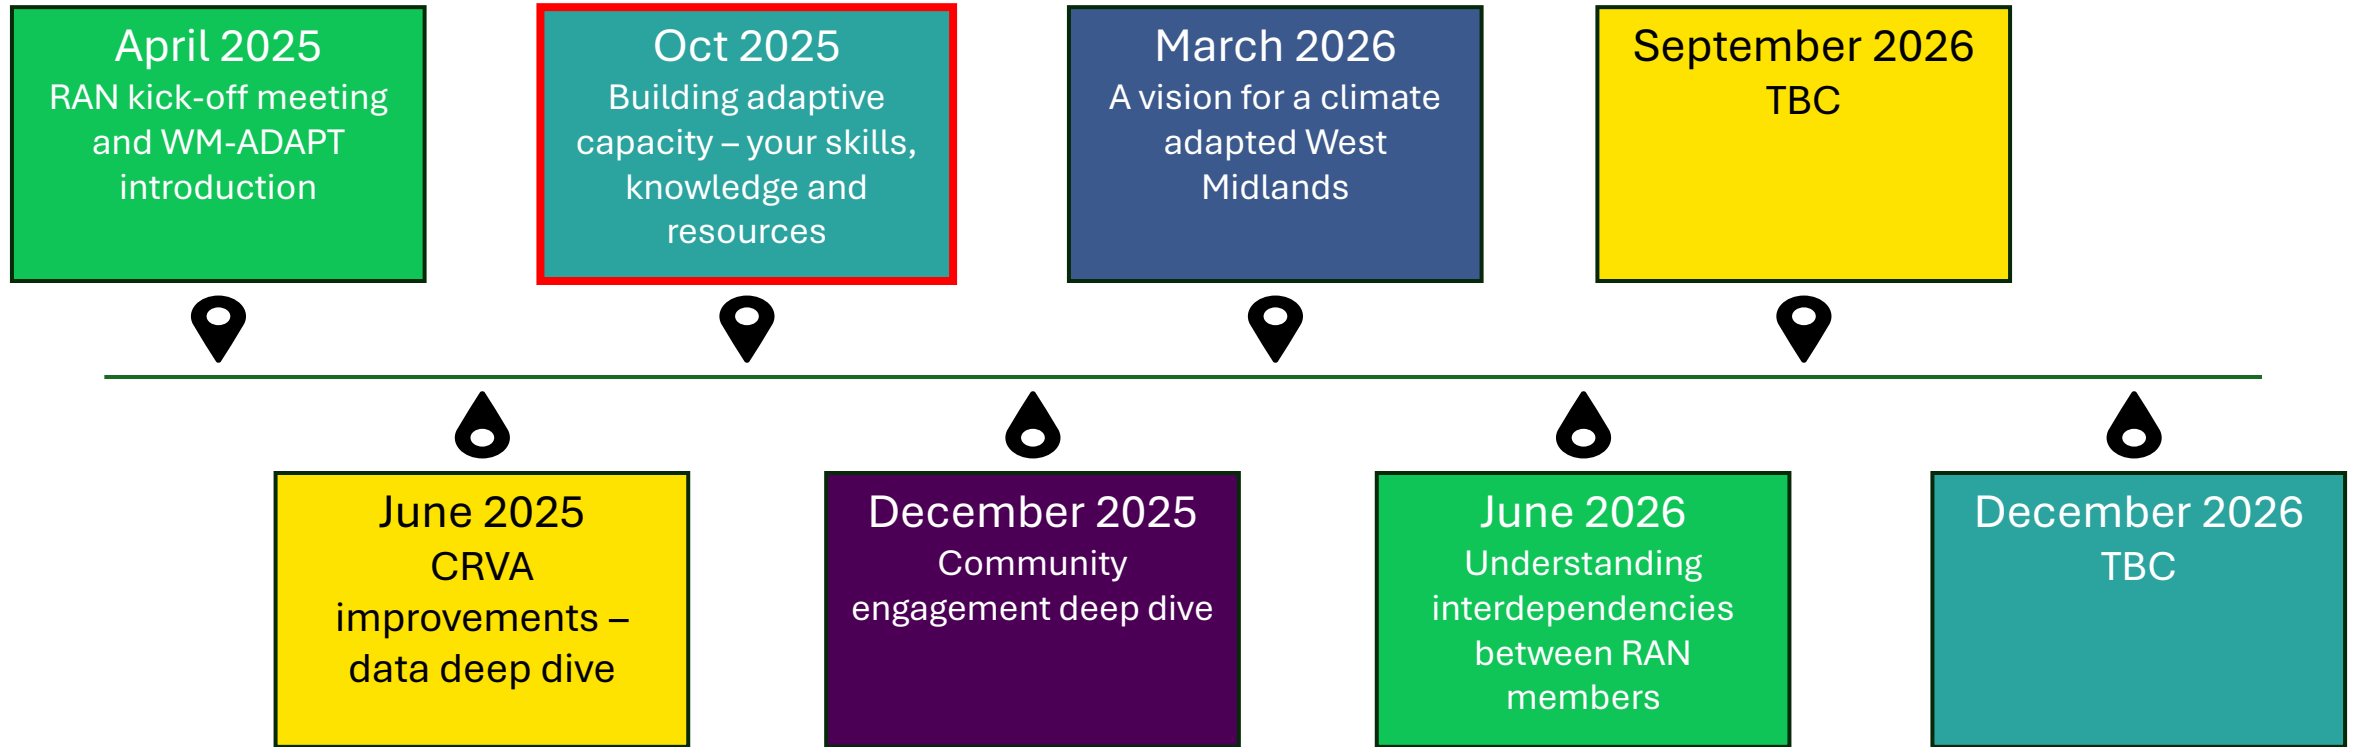 April 2025
RAN kick-off meeting
and WM-ADAPT
introduction
June 2025
CRVA
improvements –
data deep dive
Oct 2025
Building adaptive
capacity – your skills,
knowledge and
resources
December 2025
Community
engagement deep dive
March 2026
A vision for a climate
adapted West
Midlands
June 2026
Understanding
interdependencies
between RAN
members
September 2026
TBC
December 2026
TBC